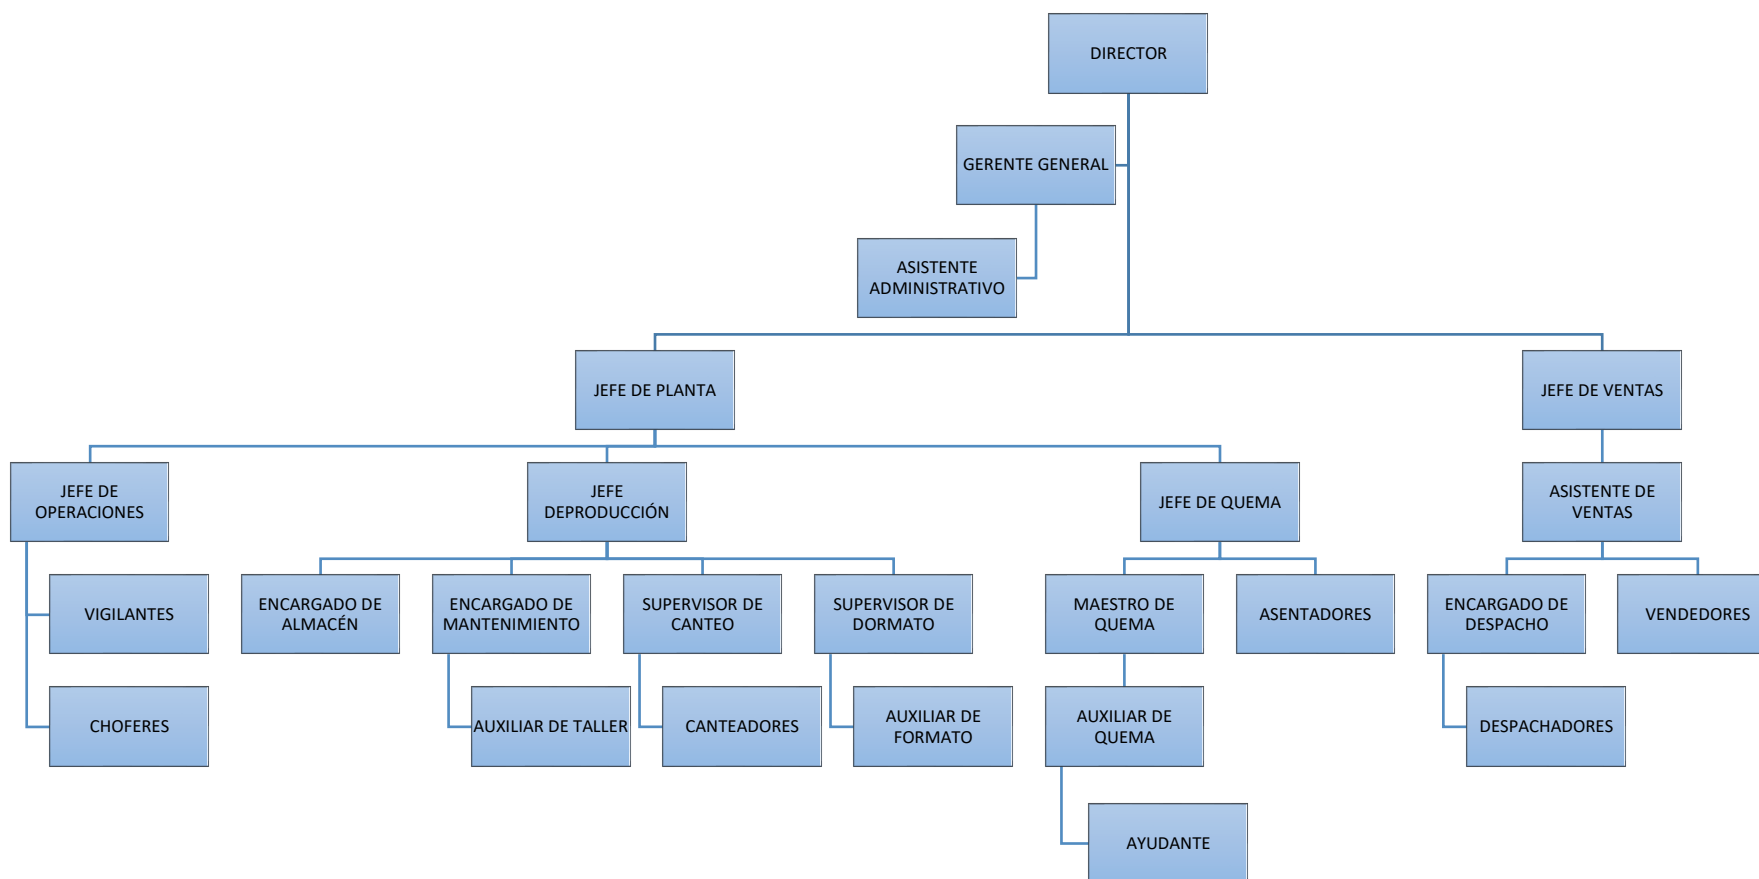 DIRECTOR
GERENTE GENERAL
ASISTENTE
ADMINISTRATIVO
JEFE DE PLANTA
JEFE DE VENTAS
JEFE DE
OPERACIONES
JEFE
DEPRODUCCIÓN
JEFE DE QUEMA
ASISTENTE DE
VENTAS
VIGILANTES
ENCARGADO DE
ALMACÉN
ENCARGADO DE
MANTENIMIENTO
SUPERVISOR DE
CANTEO
SUPERVISOR DE
DORMATO
MAESTRO DE
QUEMA
ASENTADORES
ENCARGADO DE
DESPACHO
VENDEDORES
CHOFERES
AUXILIAR DE TALLER
CANTEADORES
AUXILIAR DE
FORMATO
AUXILIAR DE
QUEMA
DESPACHADORES
AYUDANTE